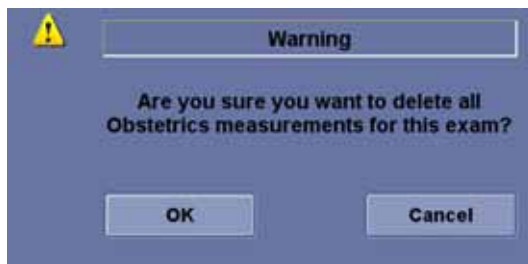 Warning
Are you sure you want to delete all
Obstetrics measurements for this exam?
OK
Cancel